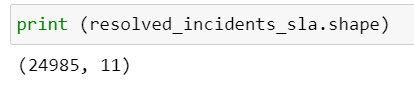 print (resolved_incidents_sla.shape)
(24985, 11)